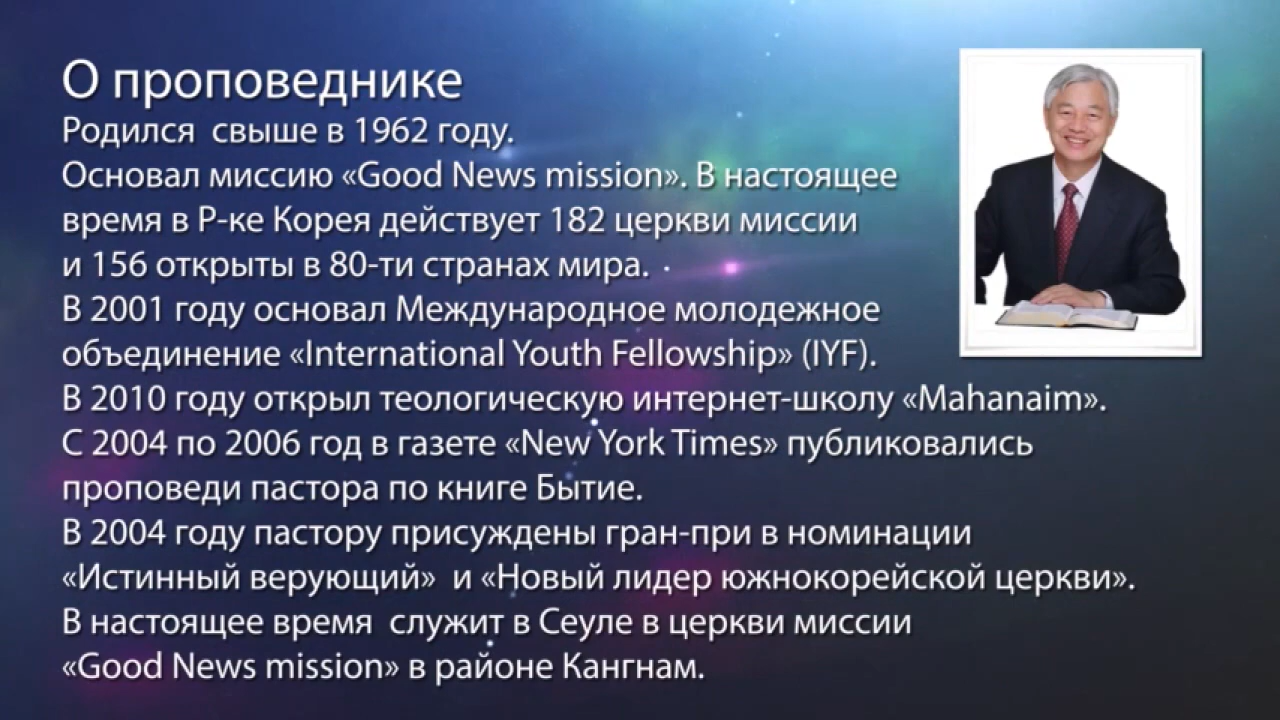 О проповеднике
Родился свыше в 1962 году.
Основал миссию «Good News mission». В настоящее
время в Р-ке Корея действует 182 церкви миссии
и 156 открыты в 80-ти странах мира.
В 2001 году основал Международное молодежное
объединение «International Youth Fellowship» (IYF).
В 2010 году открыл теологическую интернет-школу «Mahanaim».
С 2004 по 2006 год в газете «New York Times» публиковались
проповеди пастора по книге Бытие.
В 2004 году пастору присуждены гран-при в номинации
«Истинный верующий» и «Новый лидер южнокорейской церкви».
В настоящее время служит в Сеуле в церкви миссии
«Good News mission» в районе Кангнам.